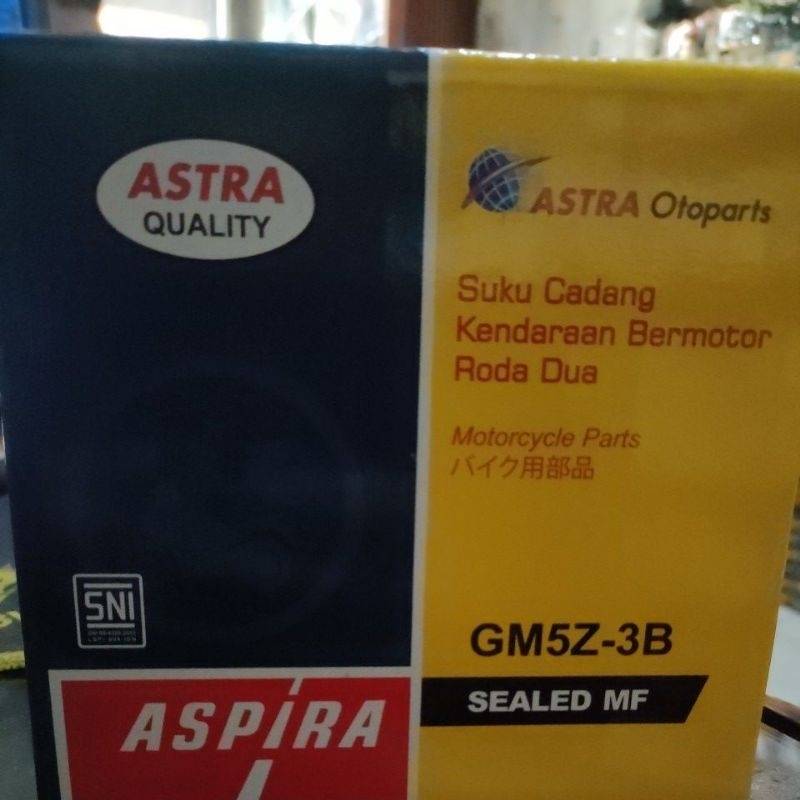 ASTRA
QUALITY
ASTRA Otoparts
Suku Cadang
Kendaraan Bermotor
Roda Dua
Motorcycle Parts
バイク用部品
SNI
GM5Z-3B
SEALED MF
ASPIRA